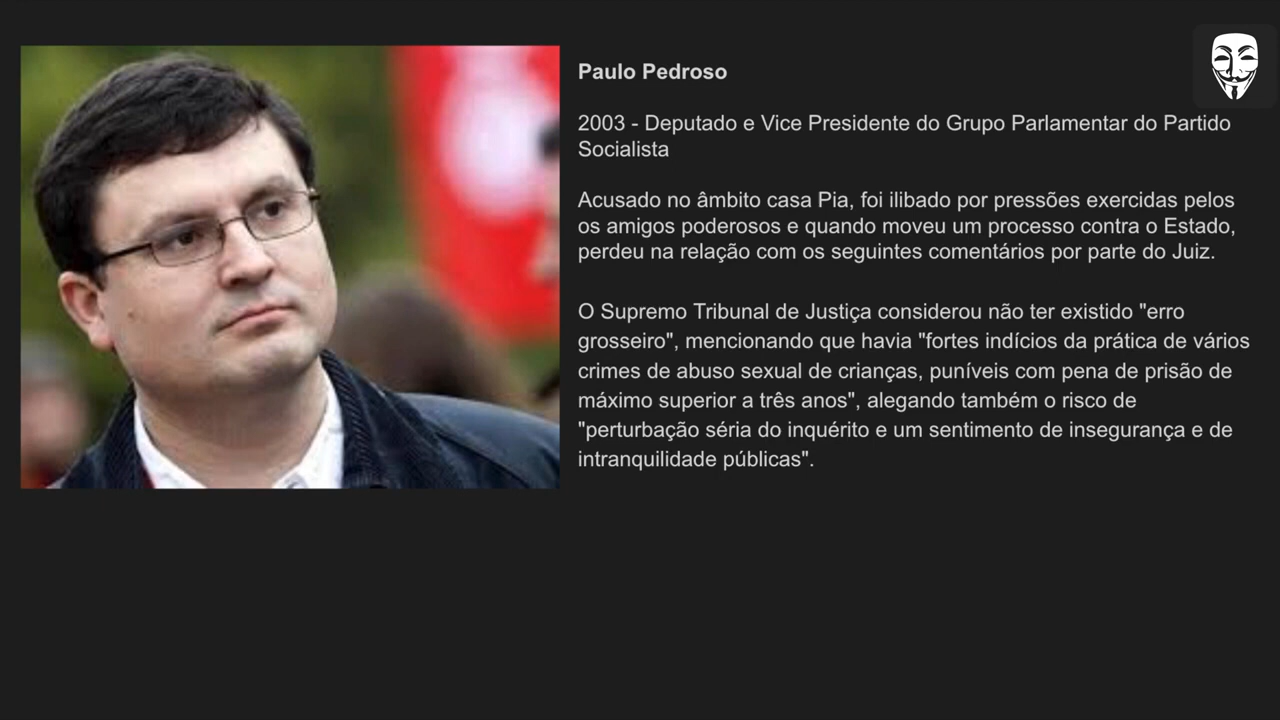 Paulo Pedroso
2003 - Deputado e Vice Presidente do Grupo Parlamentar do Partido
Socialista
Acusado no âmbito casa Pia, foi ilibado por pressões exercidas pelos
os amigos poderosos e quando moveu um processo contra o Estado,
perdeu na relação com os seguintes comentários por parte do Juiz.
O Supremo Tribunal de Justiça considerou não ter existido "erro
grosseiro", mencionando que havia "fortes indícios da prática de vários
crimes de abuso sexual de crianças, puníveis com pena de prisão de
máximo superior a três anos", alegando também o risco de
"perturbação séria do inquérito e um sentimento de insegurança e de
intranquilidade públicas".